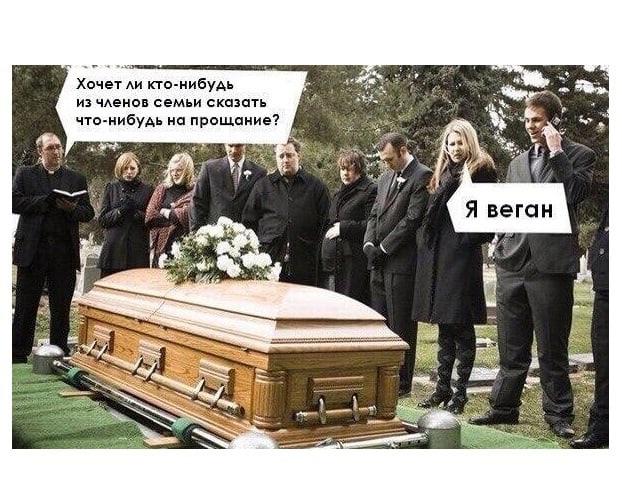 Хочет ли кто-нибудь
из членов семьи сказать
что-нибудь на прощание?
Я веган